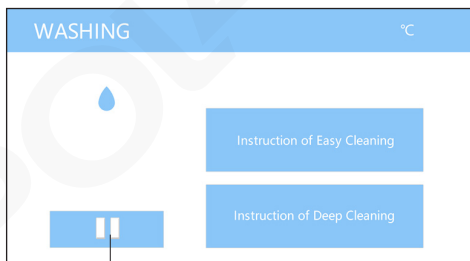 WASHING
°C
Instruction of Easy Cleaning
Instruction of Deep Cleaning